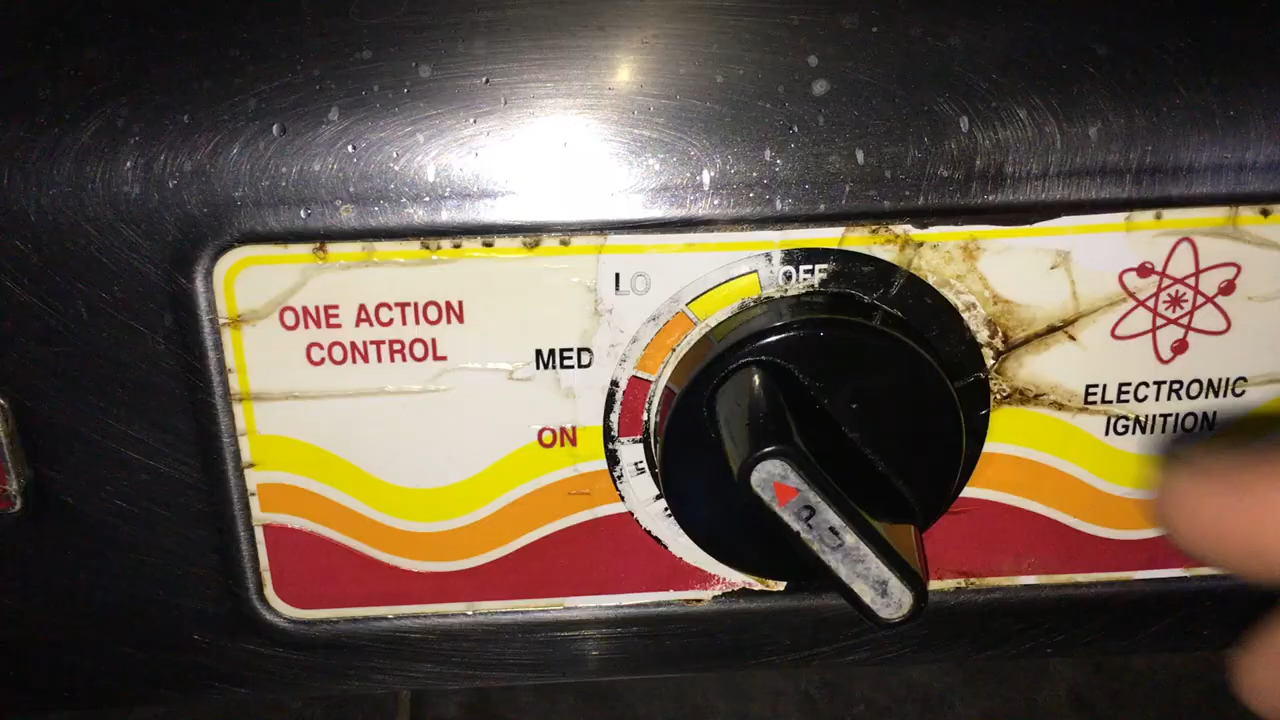 ONE ACTION
CONTROL
LO
OFF
MED
ON
ELECTRONIC
IGNITION